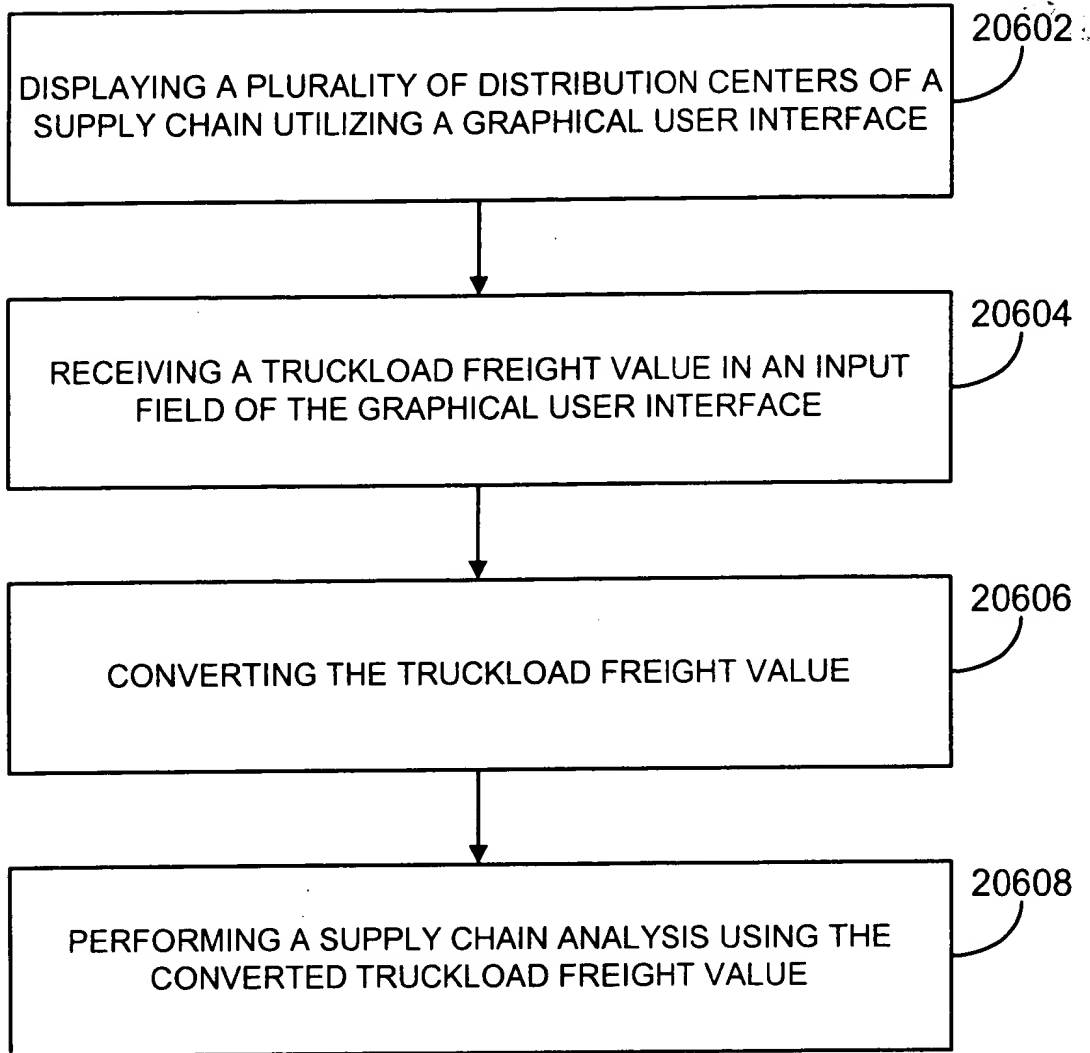 20602
DISPLAYING A PLURALITY OF DISTRIBUTION CENTERS OF A
SUPPLY CHAIN UTILIZING A GRAPHICAL USER INTERFACE
20604
RECEIVING A TRUCKLOAD FREIGHT VALUE IN AN INPUT
FIELD OF THE GRAPHICAL USER INTERFACE
20606
CONVERTING THE TRUCKLOAD FREIGHT VALUE
20608
PERFORMING A SUPPLY CHAIN ANALYSIS USING THE
CONVERTED TRUCKLOAD FREIGHT VALUE